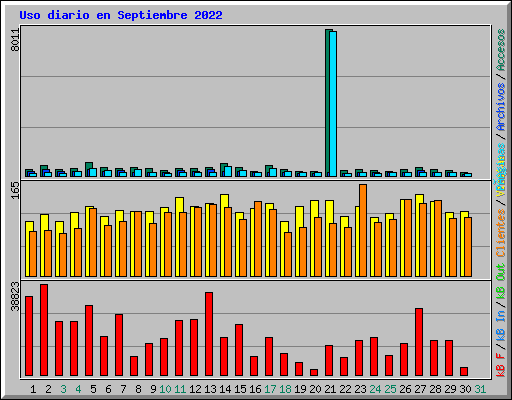 Uso diario en Septiembre 2022
8011
165
38823
kB F / kB In / kB Out Clientes / Archivos / Accesos
1 2 3 4 5 6 7 8 9 10 11 12 13 14 15 16 17 18 19 20 21 22 23 24 25 26 27 28 29 30 31